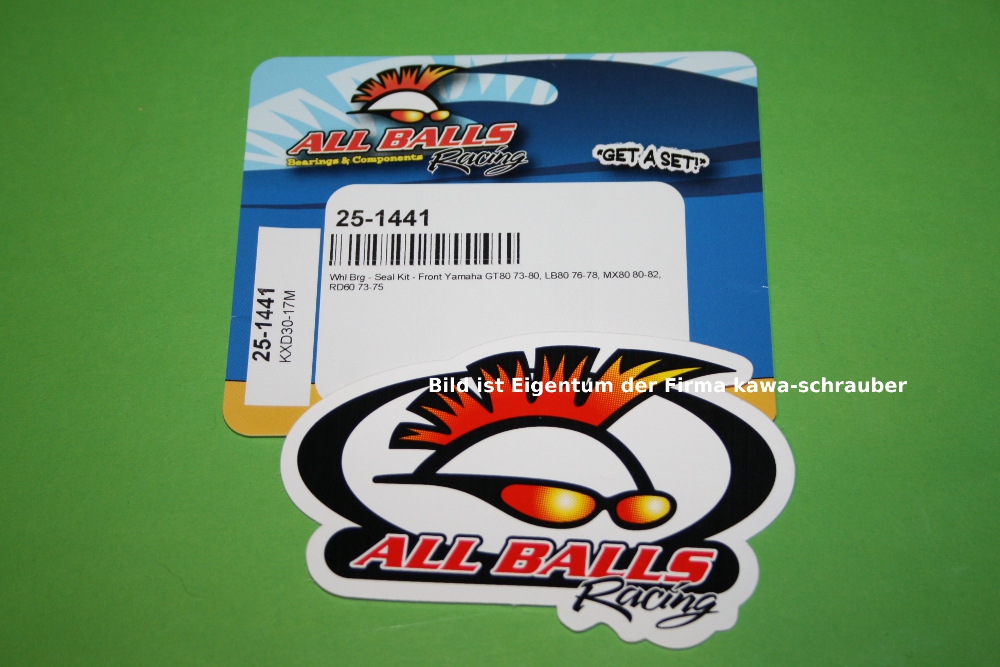 ALL BALLS
Bearings & Components
Racing
"GET A SET!"
25-1441
Whl Brg - Seal Kit - Front Yamaha GT80 73-80, LB80 76-78, MX80 80-82,
RD60 73-75
25-1441
KXD30-17M
Bild ist Eigentum der Firma kawa-schrauber
ALL BALLS
Racing